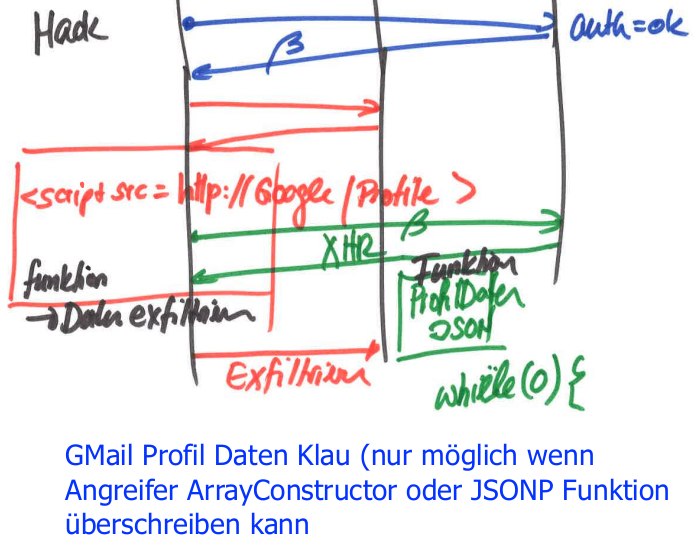 Hack
auth=ok
β
<script src = http://Google/Profile >
β
XHR
funktion
→ Daten exfiltrieren
Funktion
ProfilDaten
JSON
Exfiltrieren
while(0) {
GMail Profil Daten Klau (nur möglich wenn
Angreifer ArrayConstructor oder JSONP Funktion
überschreiben kann